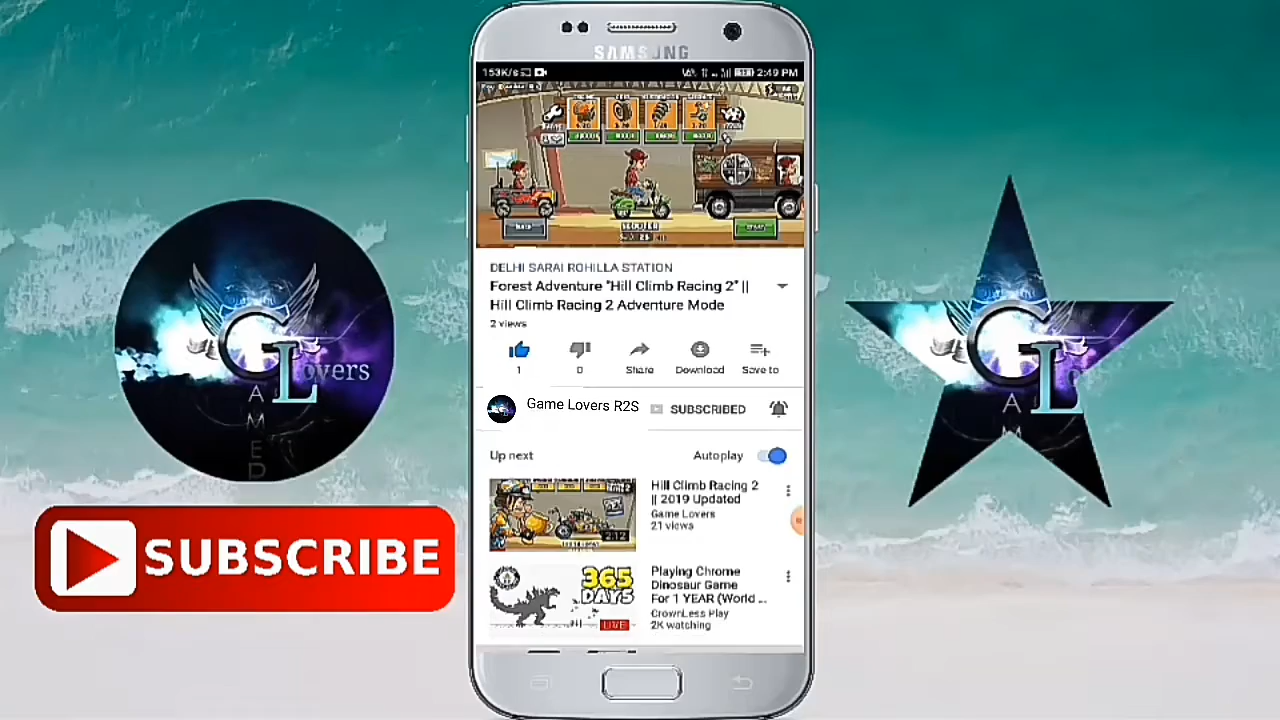 SAMSUNG
153K/s
2:49 PM
SCOOTER
DELHI SARAI ROHILLA STATION
Forest Adventure "Hill Climb Racing 2" ||
Hill Climb Racing 2 Adventure Mode
2 views
1
0
Share
Download
Save to
Game Lovers R2S
SUBSCRIBED
Up next
Autoplay
Hill Climb Racing 2
|| 2019 Updated
Game Lovers
21 views
2:12
Playing Chrome
Dinosaur Game
For 1 YEAR (World ...
CrownLess Play
2K watching
365
DAYS
LIVE
G
Lovers
AMED
SUBSCRIBE
G
L
A
M